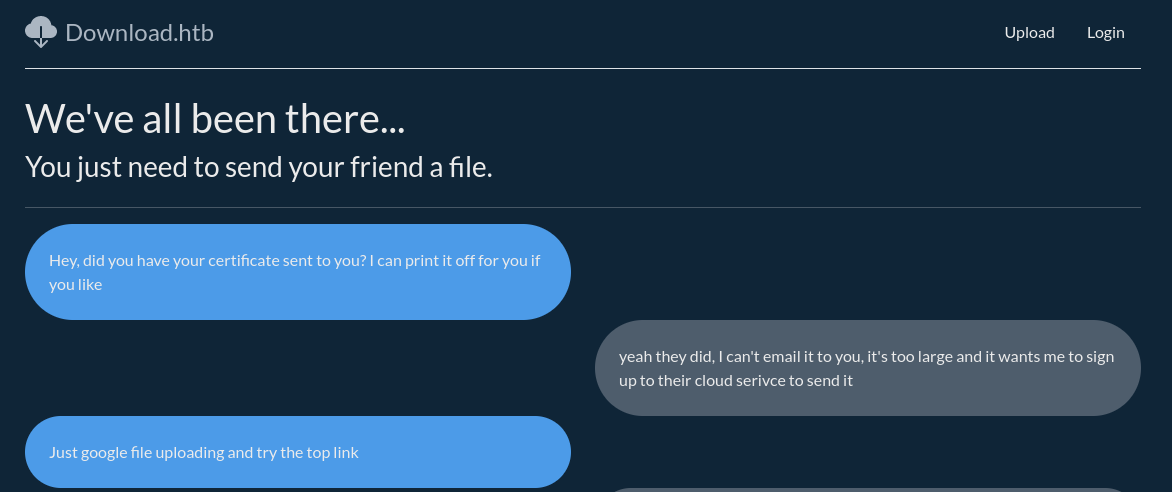 Download.htb
Upload
Login
We've all been there...
You just need to send your friend a file.
Hey, did you have your certificate sent to you? I can print it off for you if
you like
yeah they did, I can't email it to you, it's too large and it wants me to sign
up to their cloud serivce to send it
Just google file uploading and try the top link